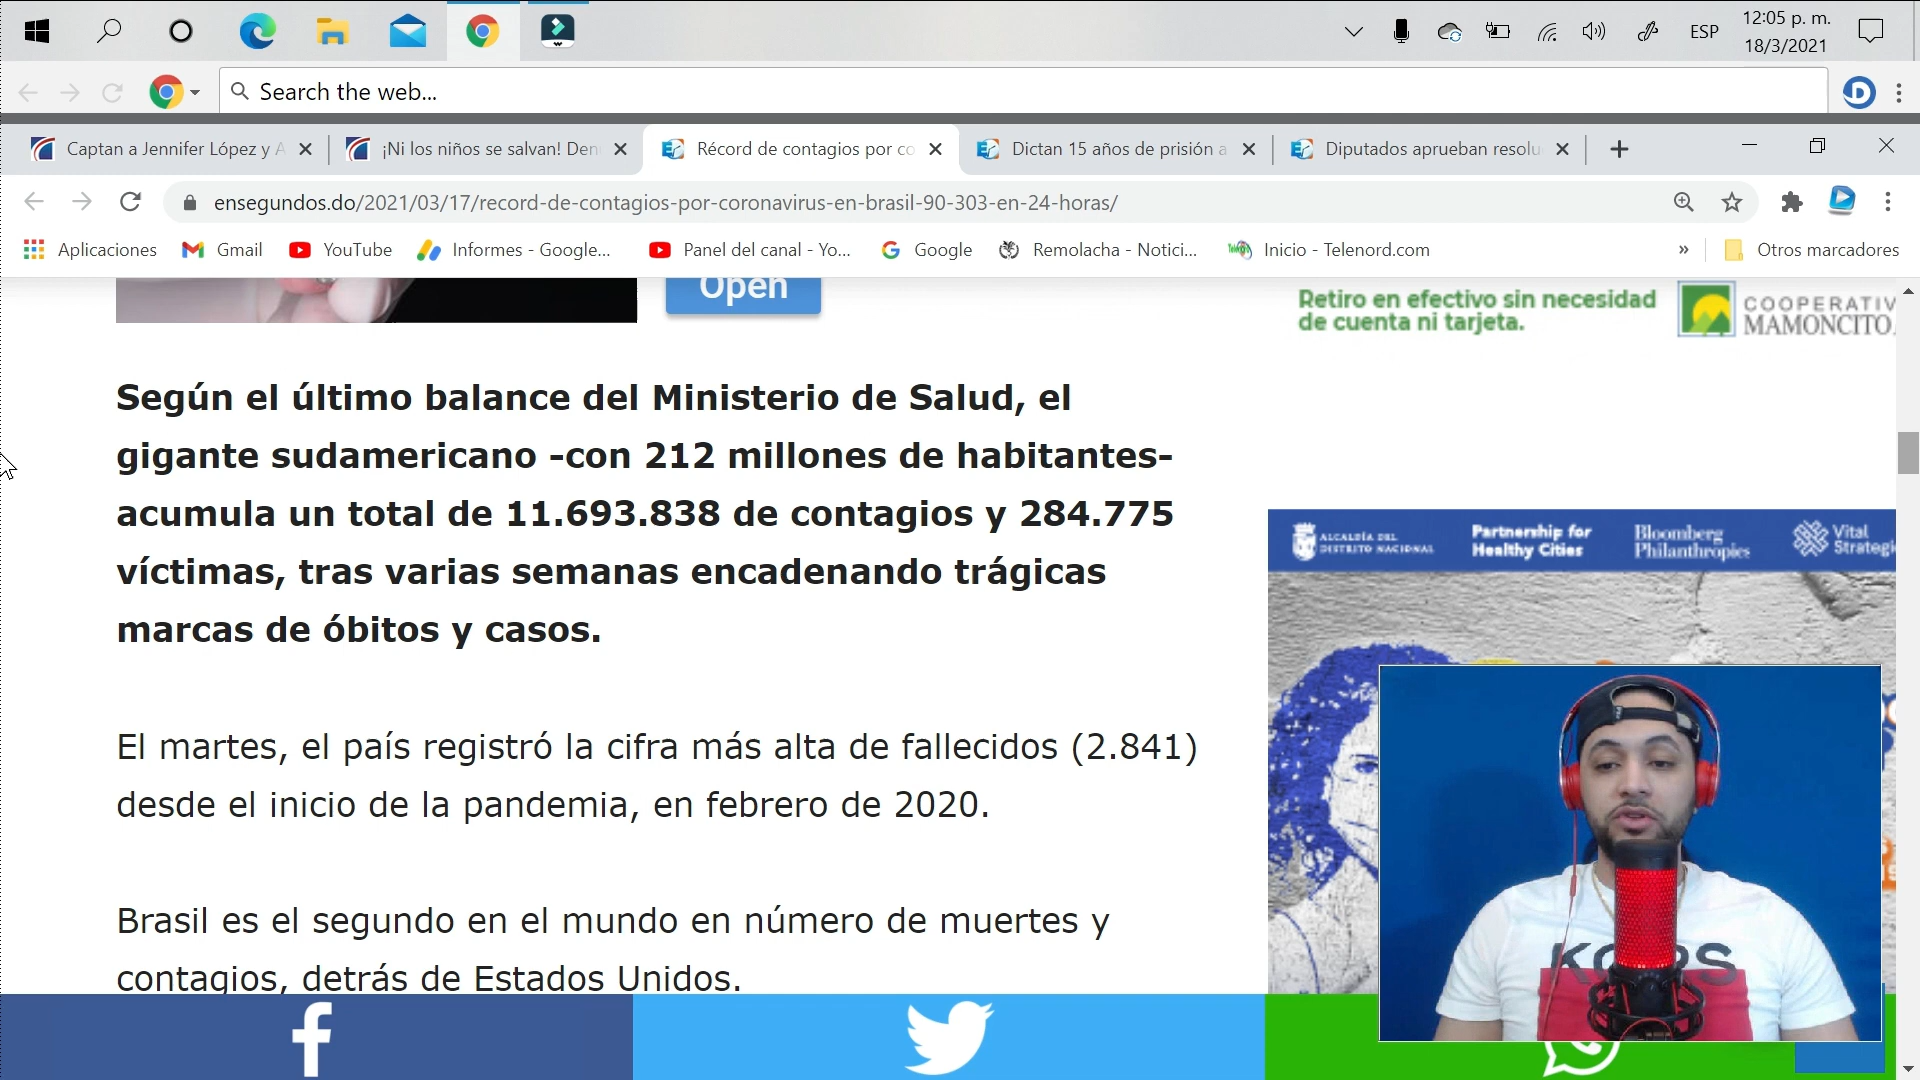 ESP
12:05 p. m.
18/3/2021
Search the web...
Captan a Jennifer López y A
¡Ni los niños se salvan! Den
Récord de contagios por co
Dictan 15 años de prisión a
Diputados aprueban resolu
ensegundos.do/2021/03/17/record-de-contagios-por-coronavirus-en-brasil-90-303-en-24-horas/
Aplicaciones
Gmail
YouTube
Informes - Google...
Panel del canal - Yo...
Google
Remolacha - Notici...
Inicio - Telenord.com
»
Otros marcadores
Open
Retiro en efectivo sin necesidad
de cuenta ni tarjeta.
COOPERATIV
MAMONCITO
Según el último balance del Ministerio de Salud, el
gigante sudamericano -con 212 millones de habitantes-
acumula un total de 11.693.838 de contagios y 284.775
víctimas, tras varias semanas encadenando trágicas
marcas de óbitos y casos.
El martes, el país registró la cifra más alta de fallecidos (2.841)
desde el inicio de la pandemia, en febrero de 2020.
Brasil es el segundo en el mundo en número de muertes y
contagios, detrás de Estados Unidos.
ALCALDÍA DEL
DISTRITO NACIONAL
Partnership for
Healthy Cities
Bloomberg
Philanthropies
Vital
Strategi
KORS